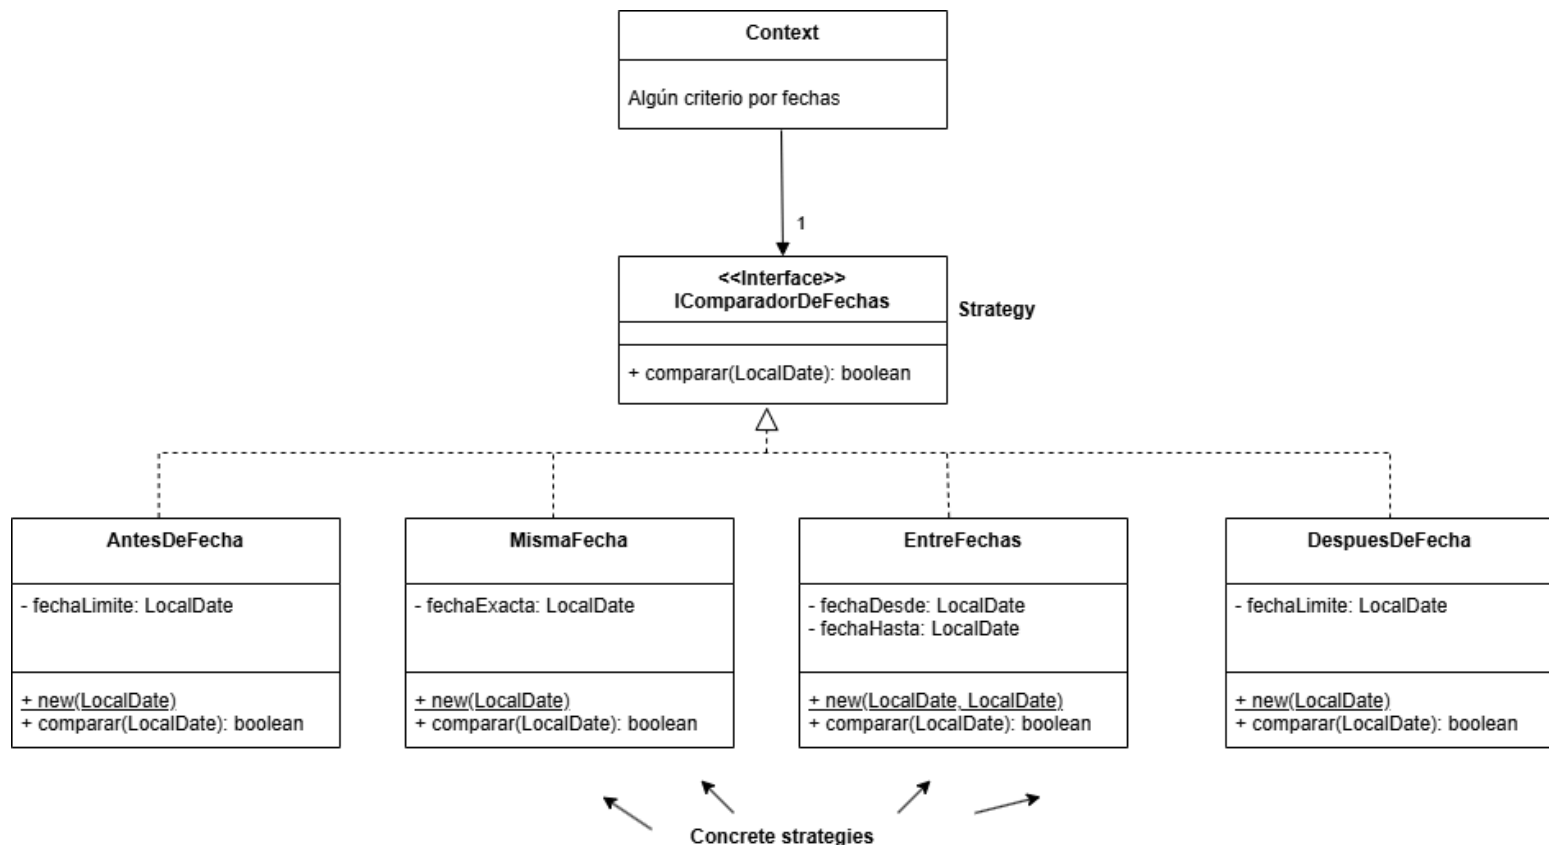 Context
Algún criterio por fechas
1
<<Interface>>
IComparadorDeFechas
Strategy
+ comparar(LocalDate): boolean
AntesDeFecha
- fechaLimite: LocalDate
+ new(LocalDate)
+ comparar(LocalDate): boolean
MismaFecha
- fechaExacta: LocalDate
+ new(LocalDate)
+ comparar(LocalDate): boolean
EntreFechas
- fechaDesde: LocalDate
- fechaHasta: LocalDate
+ new(LocalDate, LocalDate)
+ comparar(LocalDate): boolean
DespuesDeFecha
- fechaLimite: LocalDate
+ new(LocalDate)
+ comparar(LocalDate): boolean
Concrete strategies